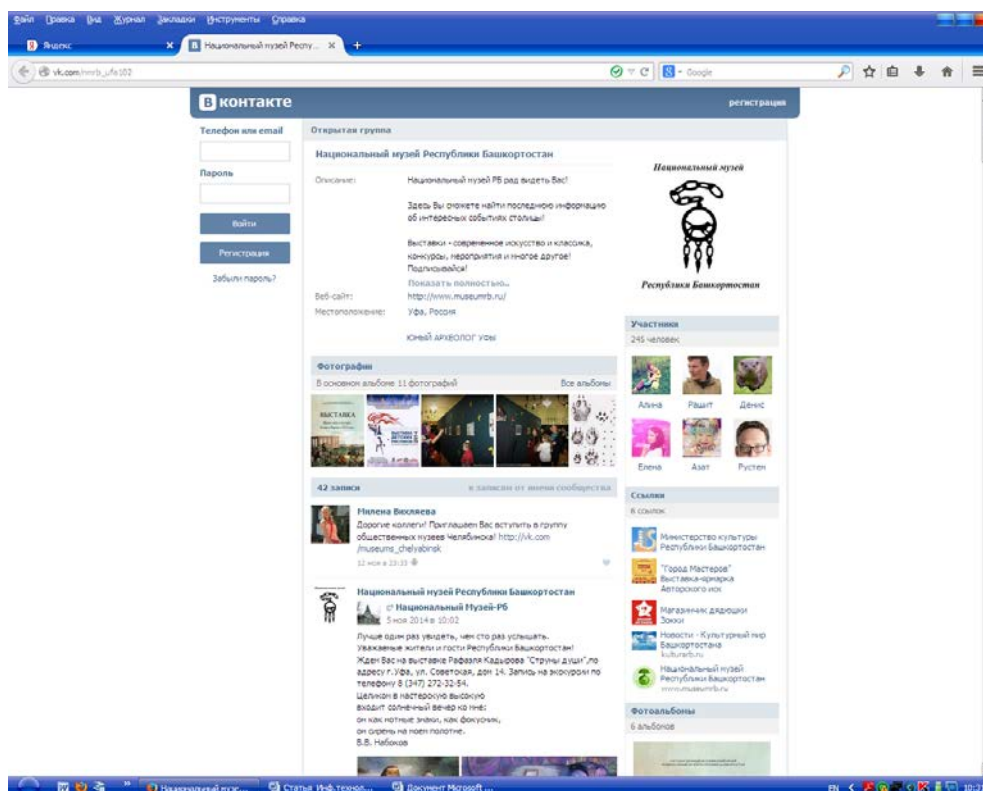 Файл Правка Вид Журнал Закладки Инструменты Справка
Яндекс
Национальный музей Респу...
vk.com/nmrb_ufa102
Google
В контакте
регистрация
Телефон или email
Пароль
Войти
Регистрация
Забыли пароль?
Открытая группа
Национальный музей Республики Башкортостан
Описание:
Национальный музей РБ рад видеть Вас!
Здесь Вы сможете найти последнюю информацию
об интересных событиях столицы!
Выставки - современное искусство и классика,
конкурсы, мероприятия и многое другое!
Подписывайся!
Показать полностью..
Веб-сайт:
http://www.museumrb.ru/
Местоположение:
Уфа, Россия
ЮНЫЙ АРХЕОЛОГ УФЫ
Фотографии
В основном альбоме 11 фотографий
Все альбомы
ВЫСТАВКА
42 записи
к записям от имени сообщества
Милена Вихляева
Дорогие коллеги! Приглашаем Вас вступить в группу
общественных музеев Челябинска! http://vk.com
/museums_chelyabinsk
12 ноя в 23:33
Национальный музей Республики Башкортостан
Национальный Музей-Рб
5 ноя 2014 в 10:02
Лучше один раз увидеть, чем сто раз услышать.
Уважаемые жители и гости Республики Башкортостан!
Ждем Вас на выставке Рафаэля Кадырова "Струны души",по
адресу г.Уфа, ул. Советская, дом 14. Запись на экскурсии по
телефону 8 (347) 272-32-54.
Целиком в мастерскую высокую
входит солнечный вечер ко мне:
он как нотные знаки, как фокусник,
он сирень на моем полотне.
В.В. Набоков
Национальный музей
Республики Башкортостан
Участники
245 человек
Алина
Рашит
Денис
Елена
Азат
Рустем
Ссылки
6 ссылок
Министерство культуры
Республики Башкортостан
"Город Мастеров"
Выставка-ярмарка
Авторского иск
Магазинчик дядюшки
Зокки
Новости - Культурный мир
Башкортостана
kulturarb.ru
Национальный музей
Республики Башкортостан
www.museumrb.ru
Фотоальбомы
6 альбомов
Национальный музе...
Статья Инф.технол...
Документ Microsoft ...
EN